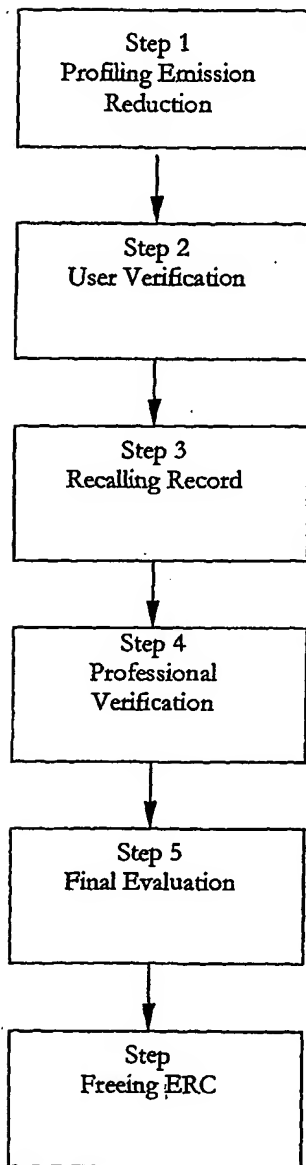 Step 1
Profiling Emission
Reduction
Step 2
User Verification
Step 3
Recalling Record
Step 4
Professional
Verification
Step 5
Final Evaluation
Step
Freeing ERC